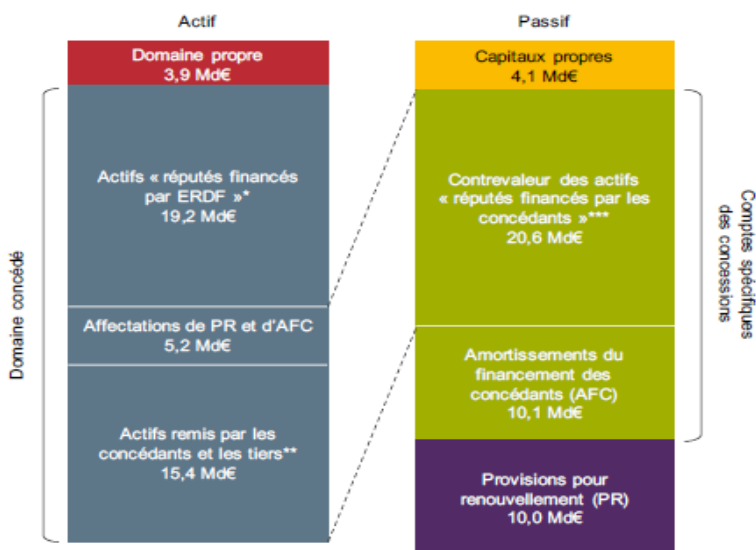 Actif
Domaine propre
3,9 Md€
Actifs « réputés financés
par ERDF »*
19,2 Md€
Affectations de PR et d'AFC
5,2 Md€
Actifs remis par les
concédants et les tiers**
15,4 Md€
Domaine concédé
Passif
Capitaux propres
4,1 Md€
Contrevaleur des actifs
« réputés financés par les
concédants »***
20,6 Md€
Amortissements du
financement des
concédants (AFC)
10,1 Md€
Provisions pour
renouvellement (PR)
10,0 Md€
Comptes spécifiques
des concessions